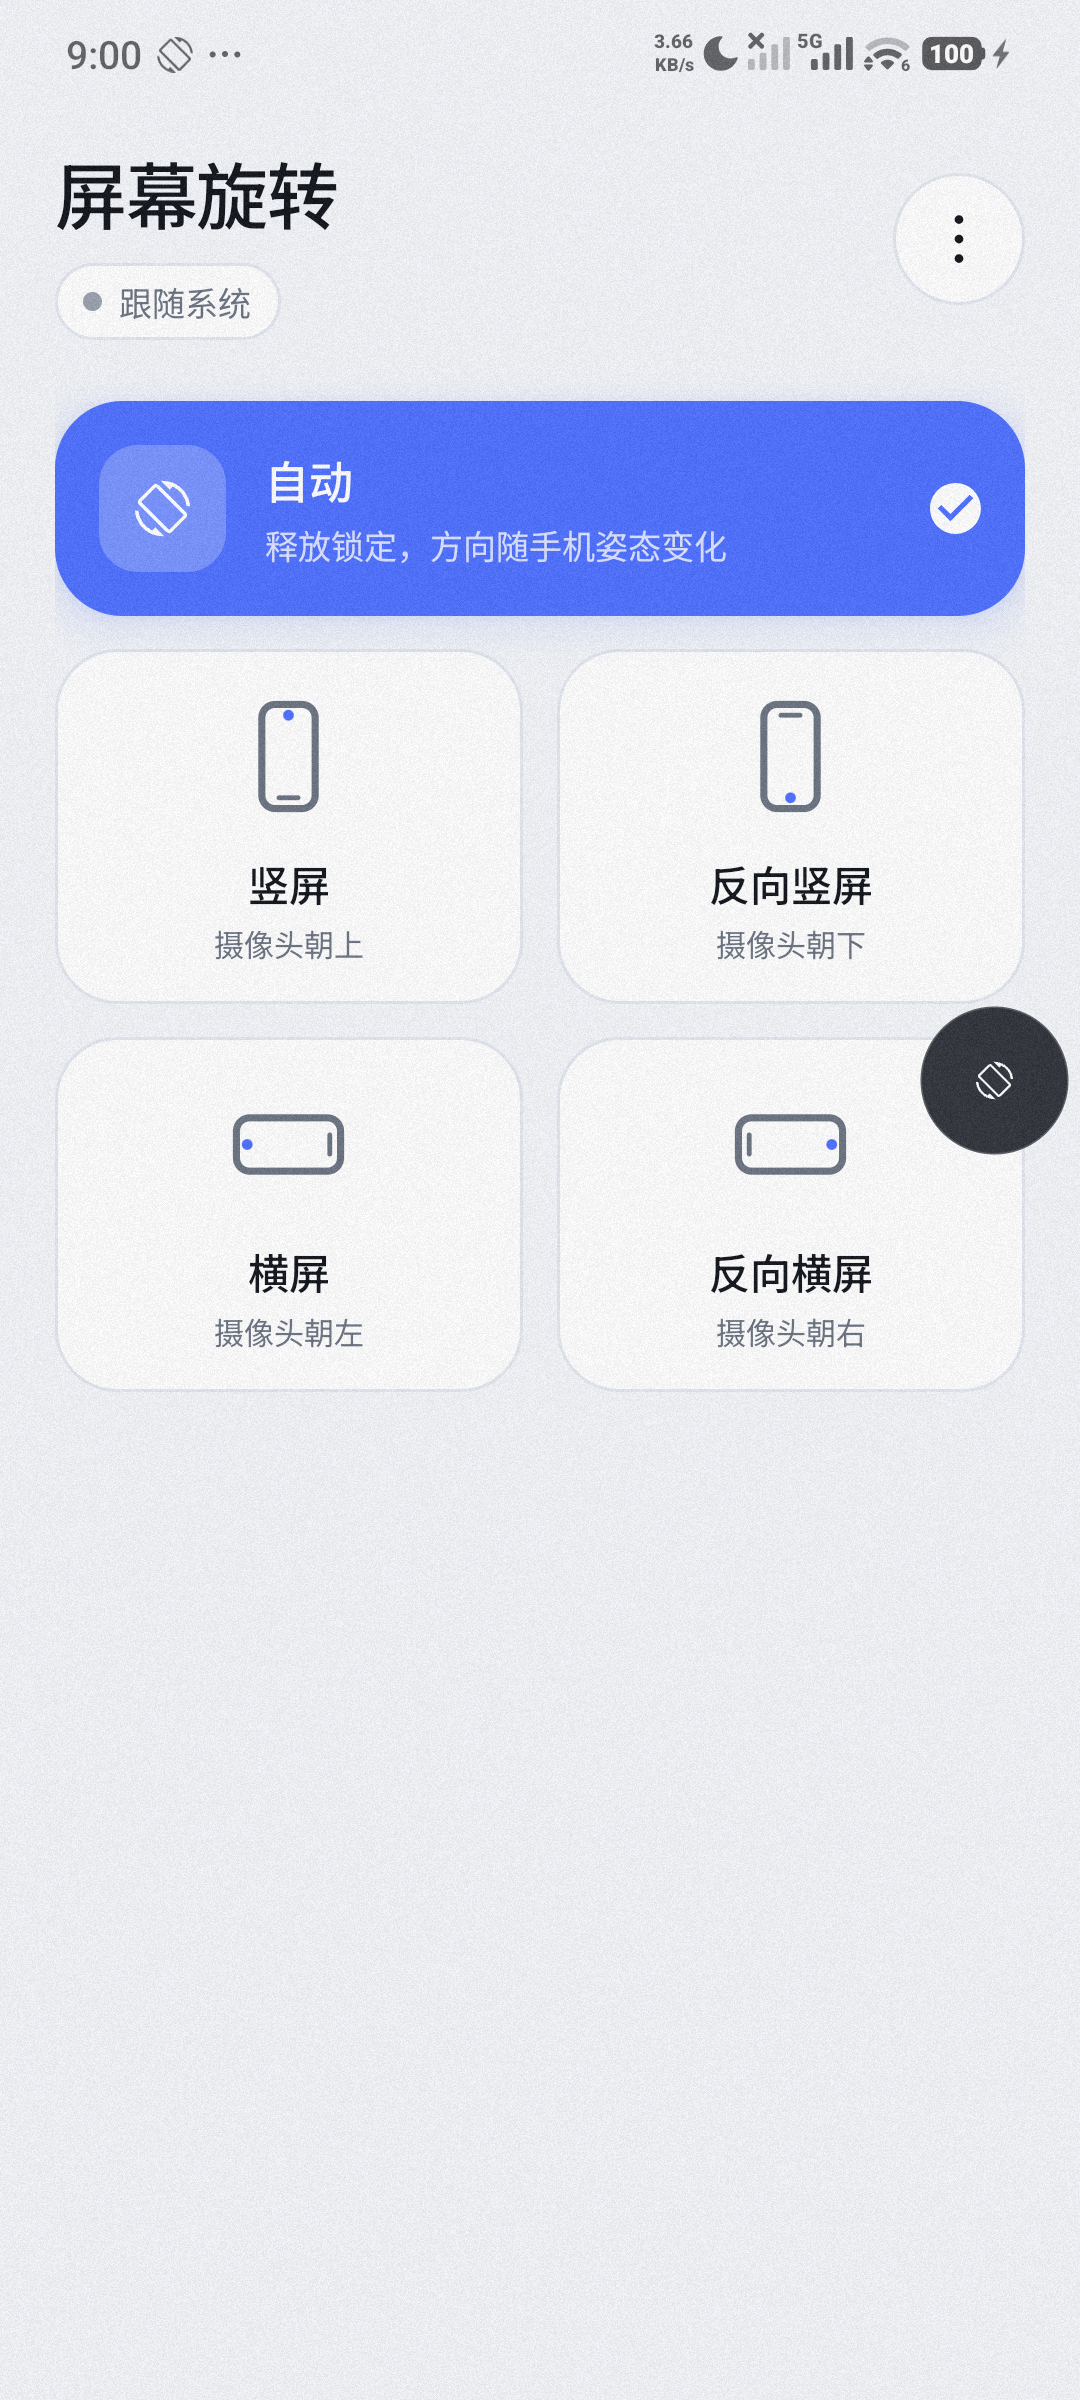 9:00
3.66
KB/s
5G
6
100
屏幕旋转
跟随系统
自动
释放锁定，方向随手机姿态变化
竖屏
摄像头朝上
反向竖屏
摄像头朝下
横屏
摄像头朝左
反向横屏
摄像头朝右